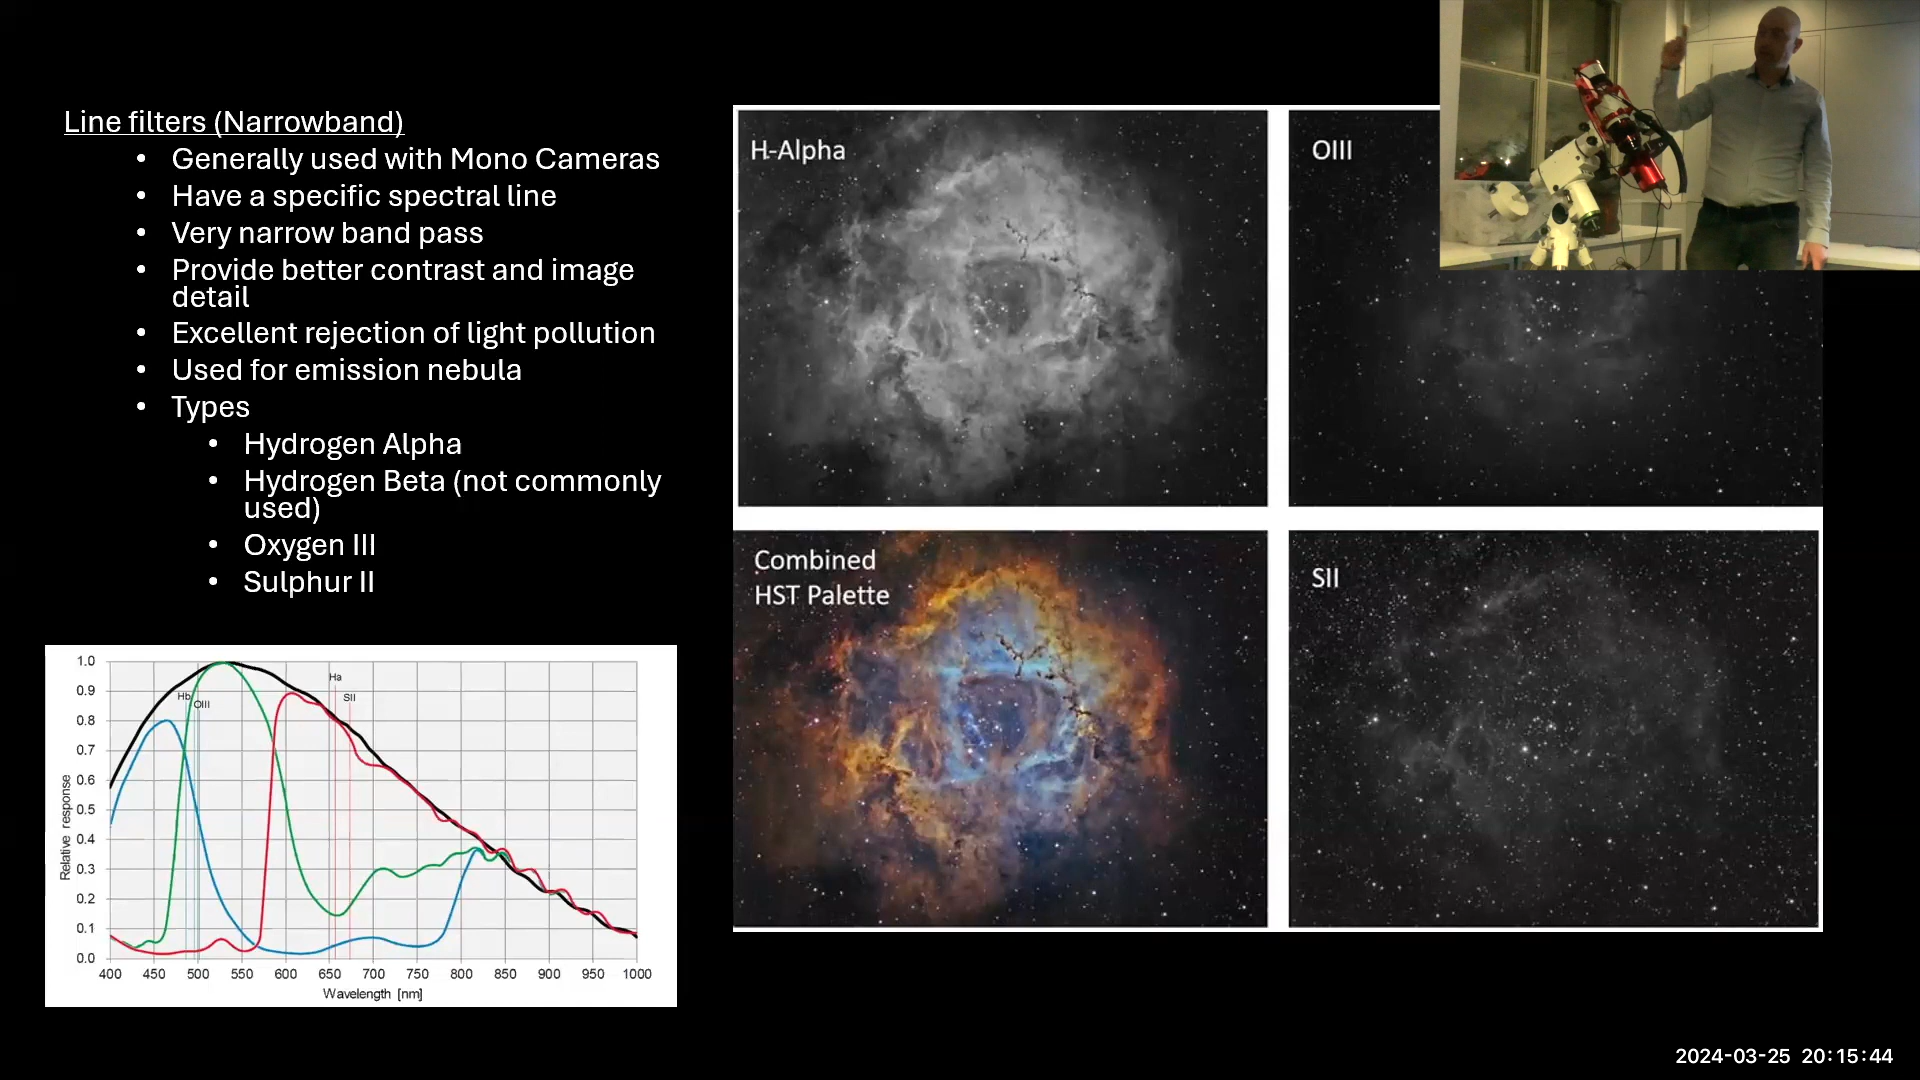 Line filters (Narrowband)
• Generally used with Mono Cameras
• Have a specific spectral line
• Very narrow band pass
• Provide better contrast and image
detail
• Excellent rejection of light pollution
• Used for emission nebula
• Types
• Hydrogen Alpha
• Hydrogen Beta (not commonly
used)
• Oxygen III
• Sulphur II
H-Alpha
OIII
Combined
HST Palette
SII
1.0
0.9
0.8
0.7
0.6
0.5
0.4
0.3
0.2
0.1
0.0
Relative response
Hb
OIII
Ha
SII
400 450 500 550 600 650 700 750 800 850 900 950 1000
Wavelength [nm]
2024-03-25 20:15:44